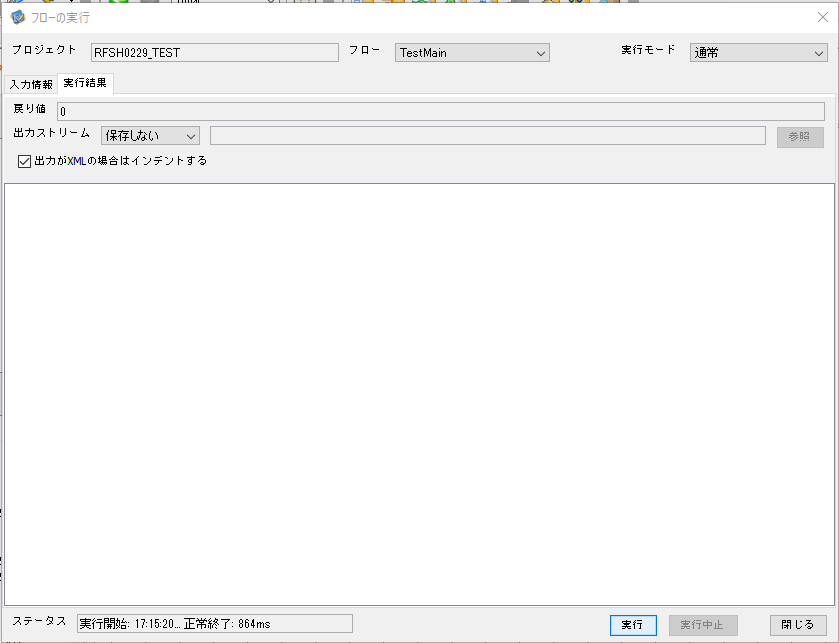 フローの実行
プロジェクト RFSH0229_TEST フロー TestMain 実行モード 通常
入力情報 実行結果
戻り値 0
出力ストリーム 保存しない 参照
出力がXMLの場合はインデントする
ステータス 実行開始: 17:15:20... 正常終了: 864ms 実行 実行中止 閉じる